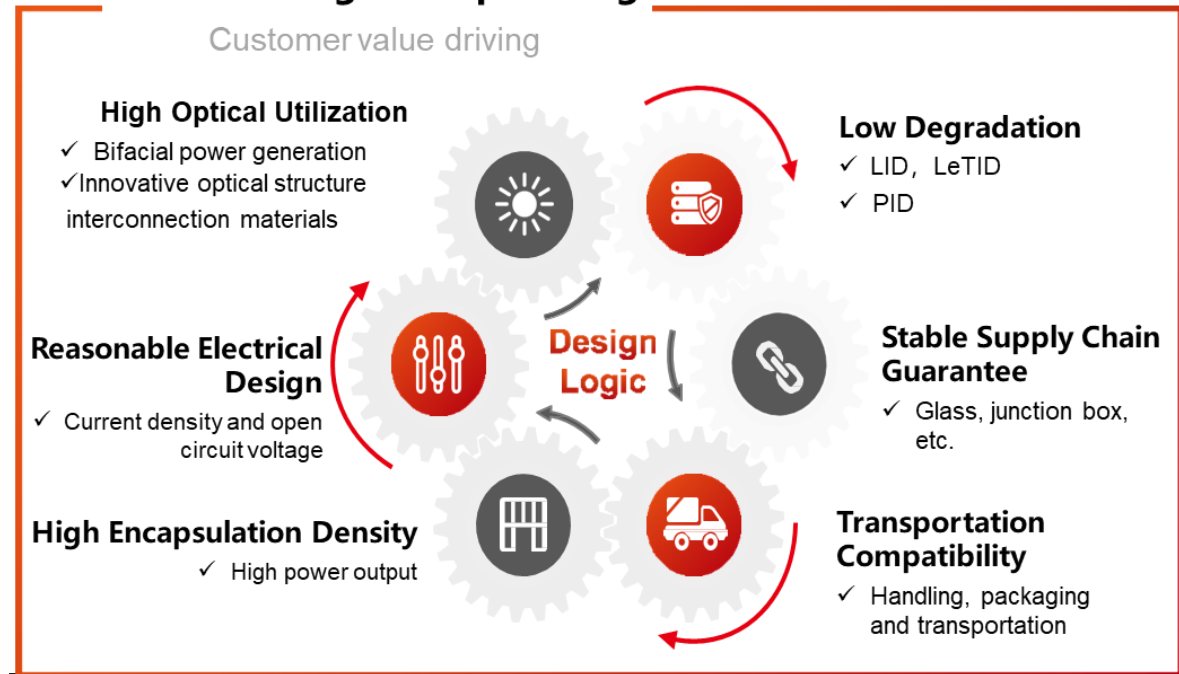 Customer value driving
High Optical Utilization
✓ Bifacial power generation
✓Innovative optical structure
interconnection materials
Reasonable Electrical
Design
✓ Current density and open
circuit voltage
High Encapsulation Density
✓ High power output
Design
Logic
Low Degradation
✓ LID, LeTID
✓ PID
Stable Supply Chain
Guarantee
✓ Glass, junction box,
etc.
Transportation
Compatibility
✓ Handling, packaging
and transportation